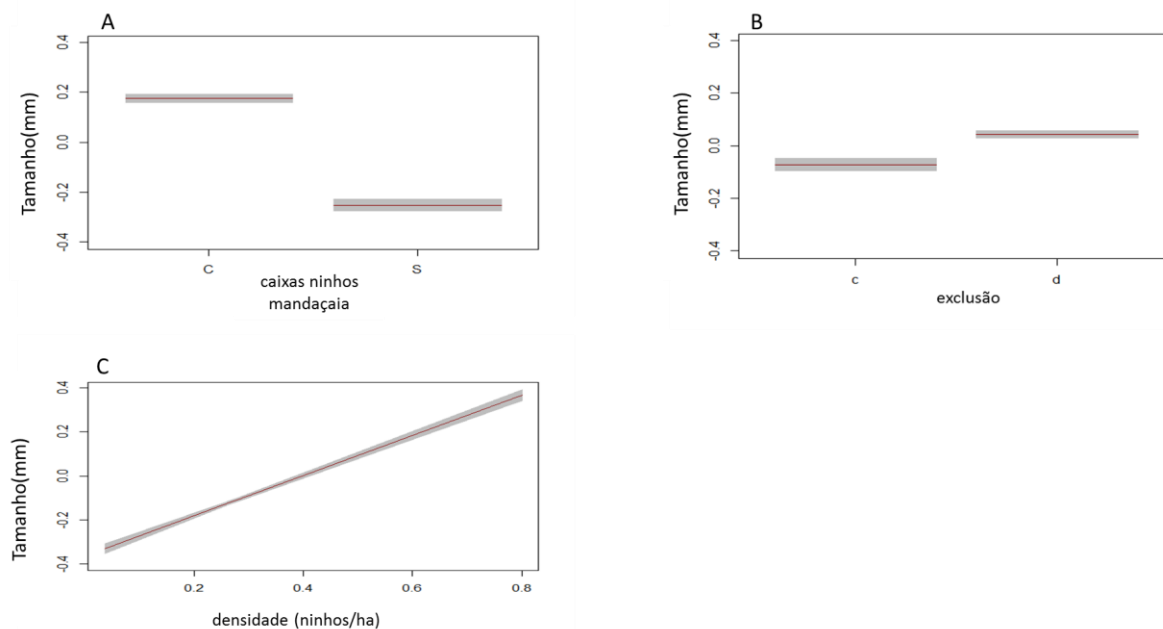 A
Tamanho(mm)
0.4
0.2
0.0
-0.2
-0.4
C S
caixas ninhos
mandaçaia
B
Tamanho(mm)
0.4
0.2
0.0
-0.2
-0.4
c d
exclusão
C
Tamanho(mm)
0.4
0.2
0.0
-0.2
-0.4
0.2 0.4 0.6 0.8
densidade (ninhos/ha)